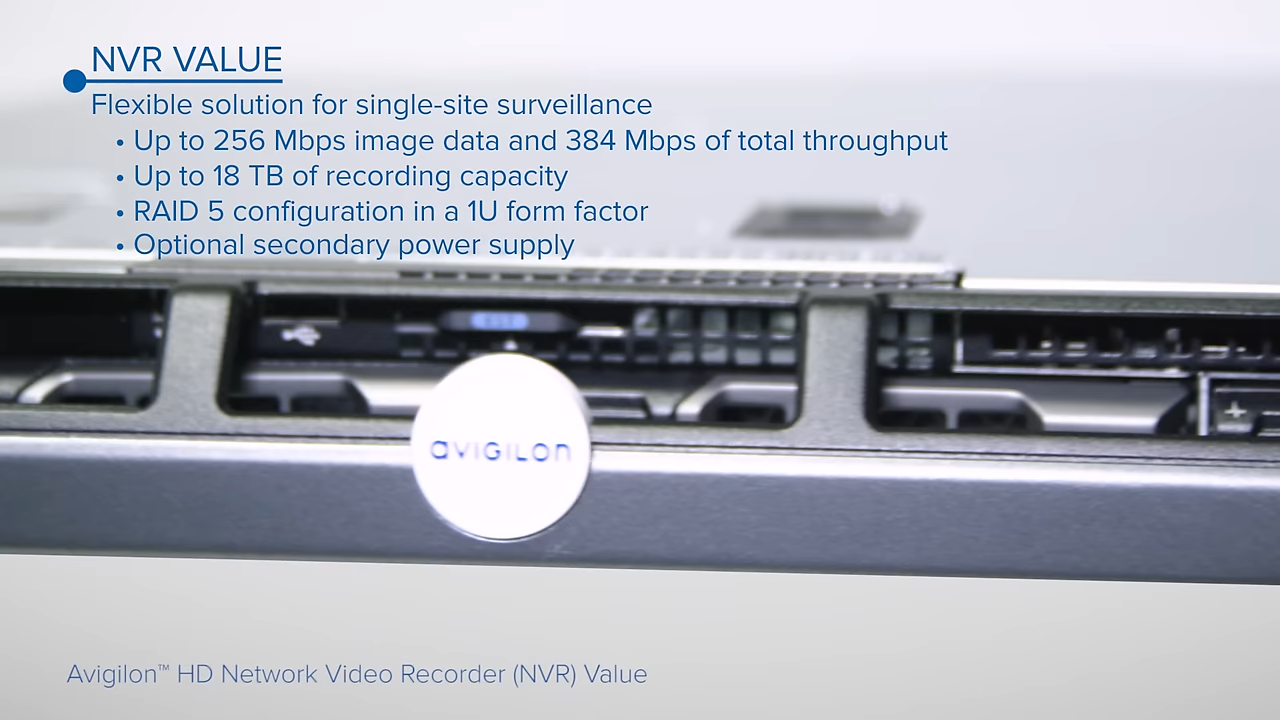 NVR VALUE
Flexible solution for single-site surveillance
• Up to 256 Mbps image data and 384 Mbps of total throughput
• Up to 18 TB of recording capacity
• RAID 5 configuration in a 1U form factor
• Optional secondary power supply
avigilon
Avigilon™ HD Network Video Recorder (NVR) Value